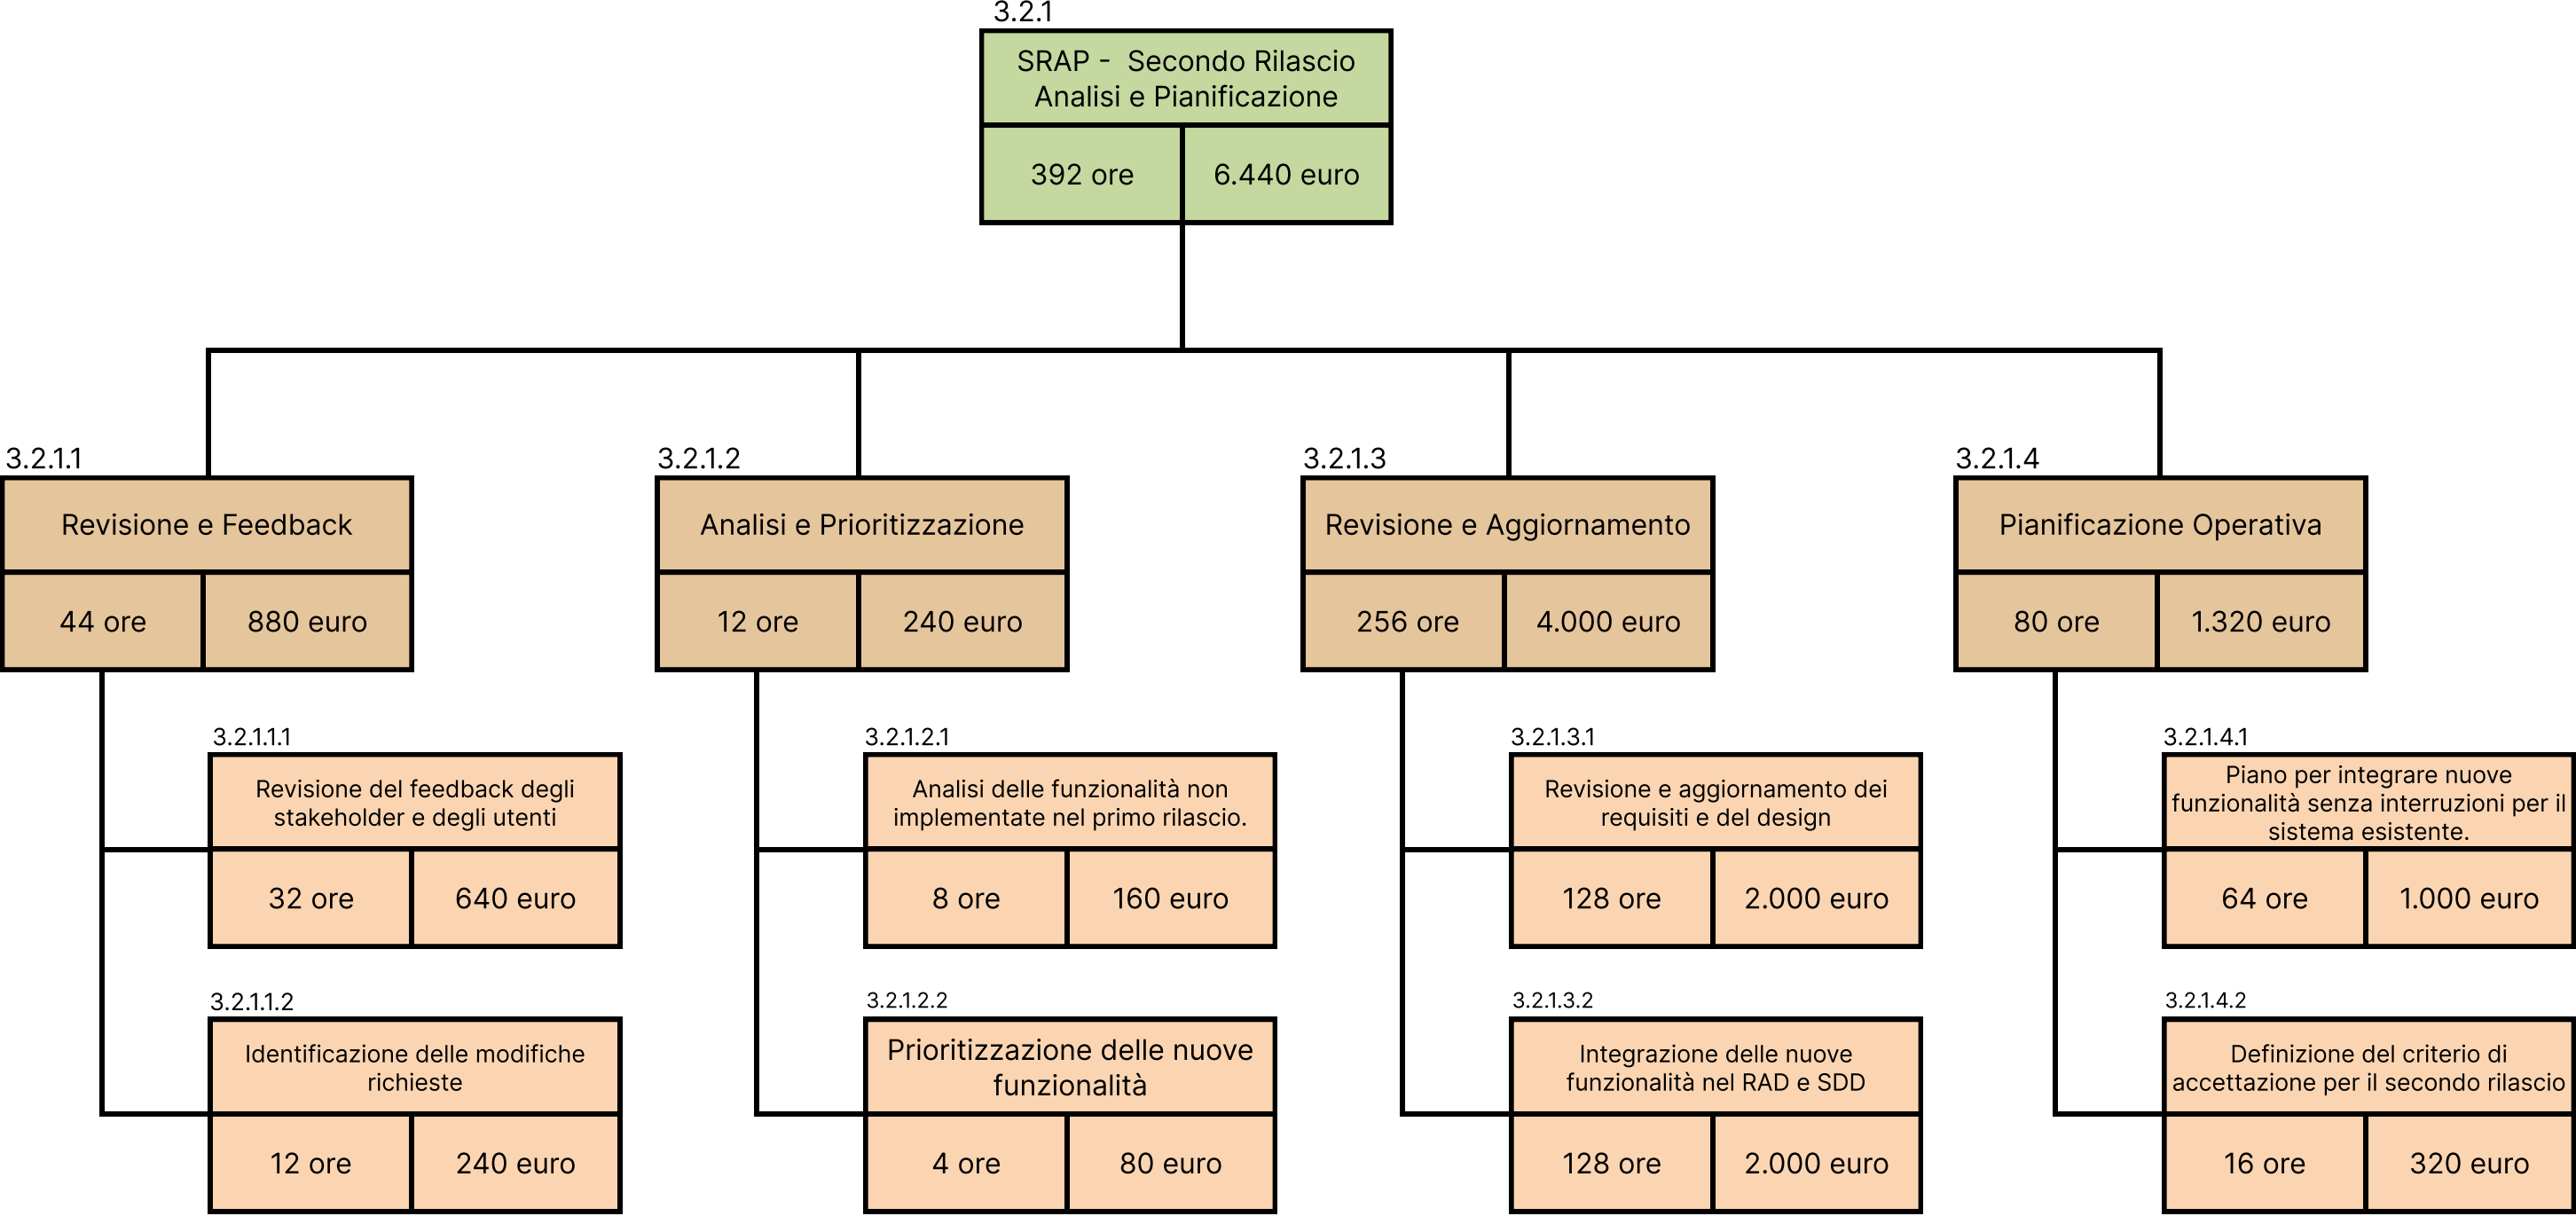 3.2.1
SRAP -  Secondo Rilascio
Analisi e Pianificazione
392 ore
6.440 euro
3.2.1.1
Revisione e Feedback
44 ore
880 euro
3.2.1.2
Analisi e Prioritizzazione
12 ore
240 euro
3.2.1.3
Revisione e Aggiornamento
256 ore
4.000 euro
3.2.1.4
Pianificazione Operativa
80 ore
1.320 euro
3.2.1.1.1
Revisione del feedback degli
stakeholder e degli utenti
32 ore
640 euro
3.2.1.2.1
Analisi delle funzionalità non
implementate nel primo rilascio.
8 ore
160 euro
3.2.1.3.1
Revisione e aggiornamento dei
requisiti e del design
128 ore
2.000 euro
3.2.1.4.1
Piano per integrare nuove
funzionalità senza interruzioni per il
sistema esistente.
64 ore
1.000 euro
3.2.1.1.2
Identificazione delle modifiche
richieste
12 ore
240 euro
3.2.1.2.2
Prioritizzazione delle nuove
funzionalità
4 ore
80 euro
3.2.1.3.2
Integrazione delle nuove
funzionalità nel RAD e SDD
128 ore
2.000 euro
3.2.1.4.2
Definizione del criterio di
accettazione per il secondo rilascio
16 ore
320 euro